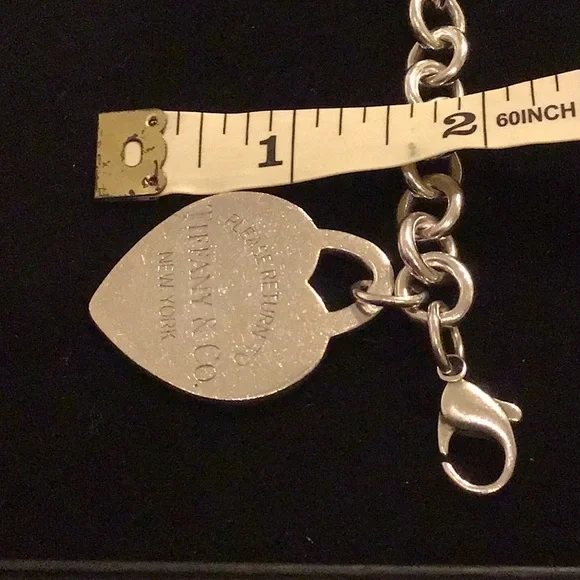 1
2
60INCH
PLEASE RETURN TO
TIFFANY & CO.
NEW YORK